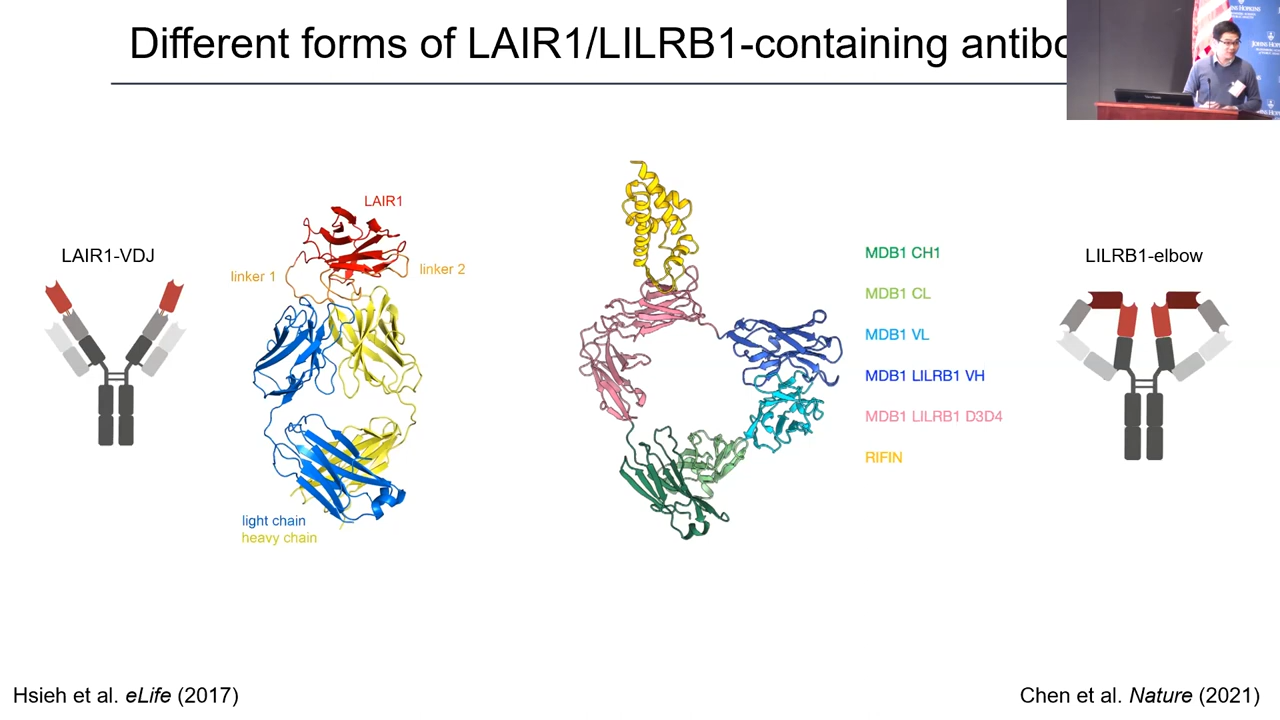 Different forms of LAIR1/LILRB1-containing antibo
JOHNS HOPKINS
LAIR1-VDJ
LAIR1
linker 1
linker 2
light chain
heavy chain
MDB1 CH1
MDB1 CL
MDB1 VL
MDB1 LILRB1 VH
MDB1 LILRB1 D3D4
RIFIN
LILRB1-elbow
Hsieh et al. eLife (2017)
Chen et al. Nature (2021)